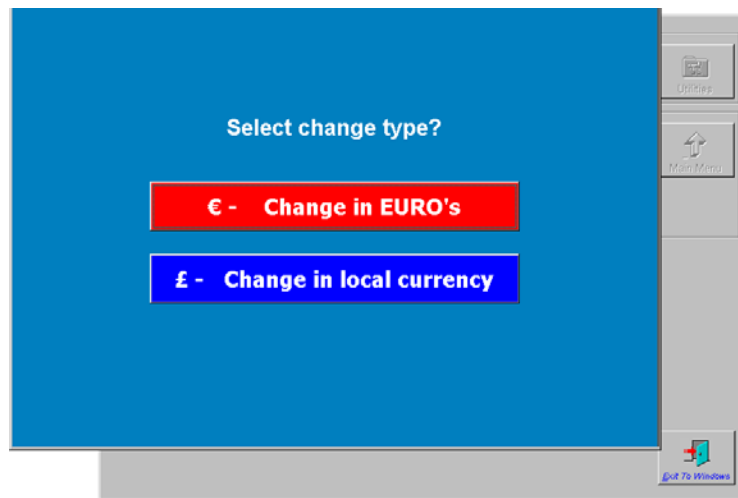 Select change type?
€ - Change in EURO's
£ - Change in local currency
Utilities
Main Menu
Exit To Windows